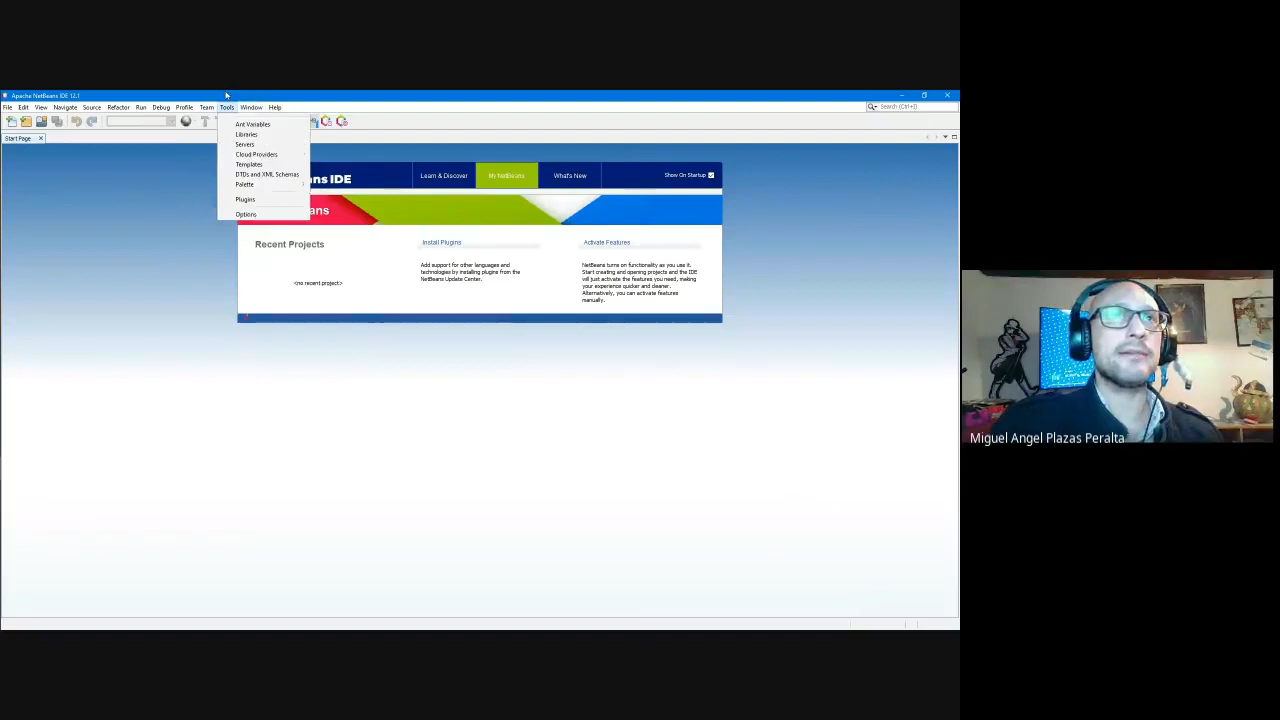 Apache NetBeans IDE 12.1
File Edit View Navigate Source Refactor Run Debug Profile Team Tools Window Help
Search (Ctrl+I)
Start Page
Ant Variables
Libraries
Servers
Cloud Providers
Templates
DTDs and XML Schemas
Palette
Plugins
Options
ns IDE
Learn & Discover
My NetBeans
What's New
Show On Startup
ans
Recent Projects
<no recent project>
Install Plugins
Add support for other languages and
technologies by installing plugins from the
NetBeans Update Center.
Activate Features
NetBeans turns on functionality as you use it.
Start creating and opening projects and the IDE
will just activate the features you need, making
your experience quicker and cleaner.
Alternatively, you can activate features
manually.
Miguel Angel Plazas Peralta